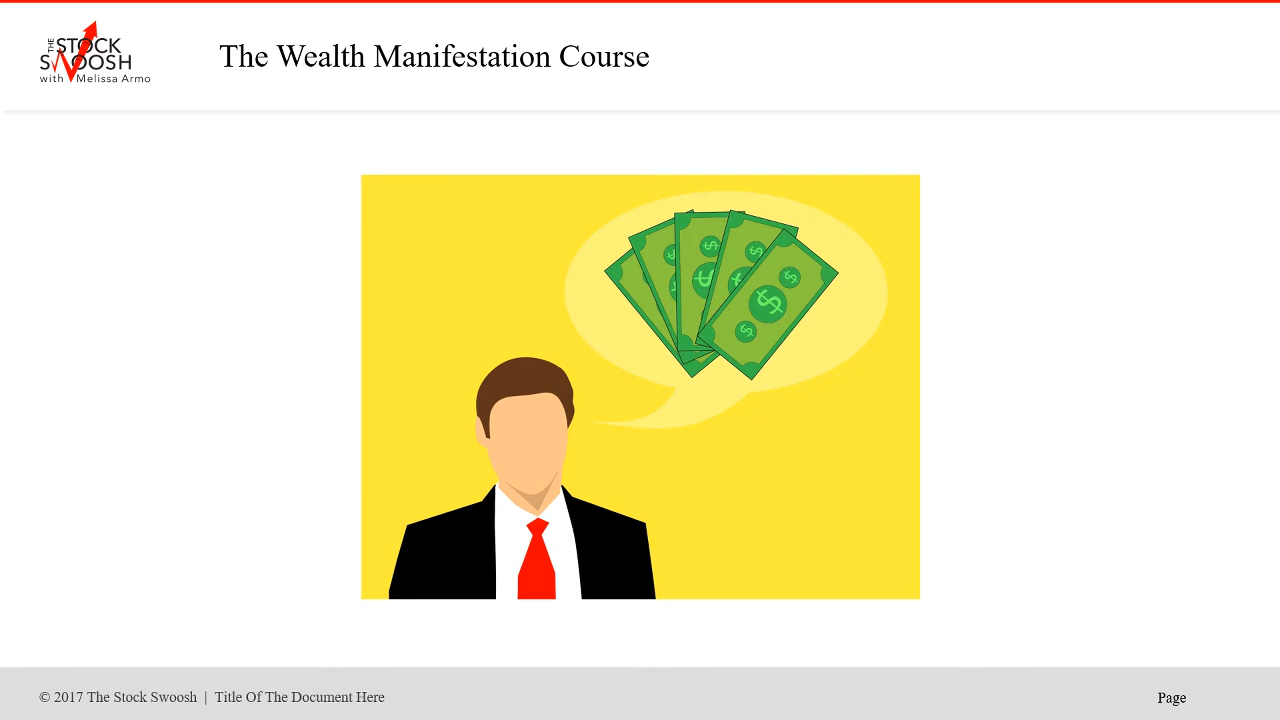 THE STOCK
SWOOSH
with Melissa Armo
The Wealth Manifestation Course
$ $ $ $ $ $ $ $ $
© 2017 The Stock Swoosh | Title Of The Document Here
Page